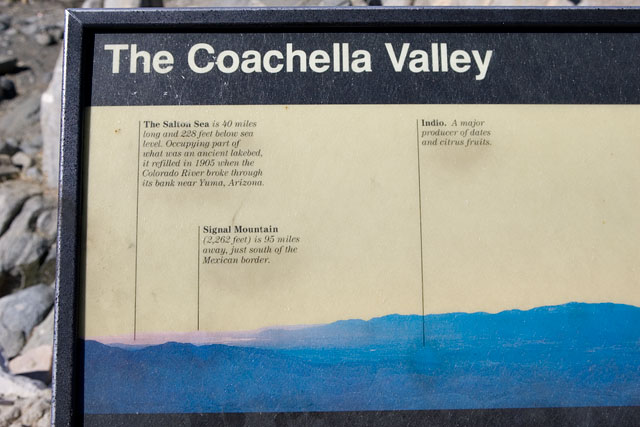 The Coachella Valley
The Salton Sea is 40 miles
long and 228 feet below sea
level. Occupying part of
what was an ancient lakebed,
it refilled in 1905 when the
Colorado River broke through
its bank near Yuma, Arizona.
Signal Mountain
(2,262 feet) is 95 miles
away, just south of the
Mexican border.
Indio. A major
producer of dates
and citrus fruits.